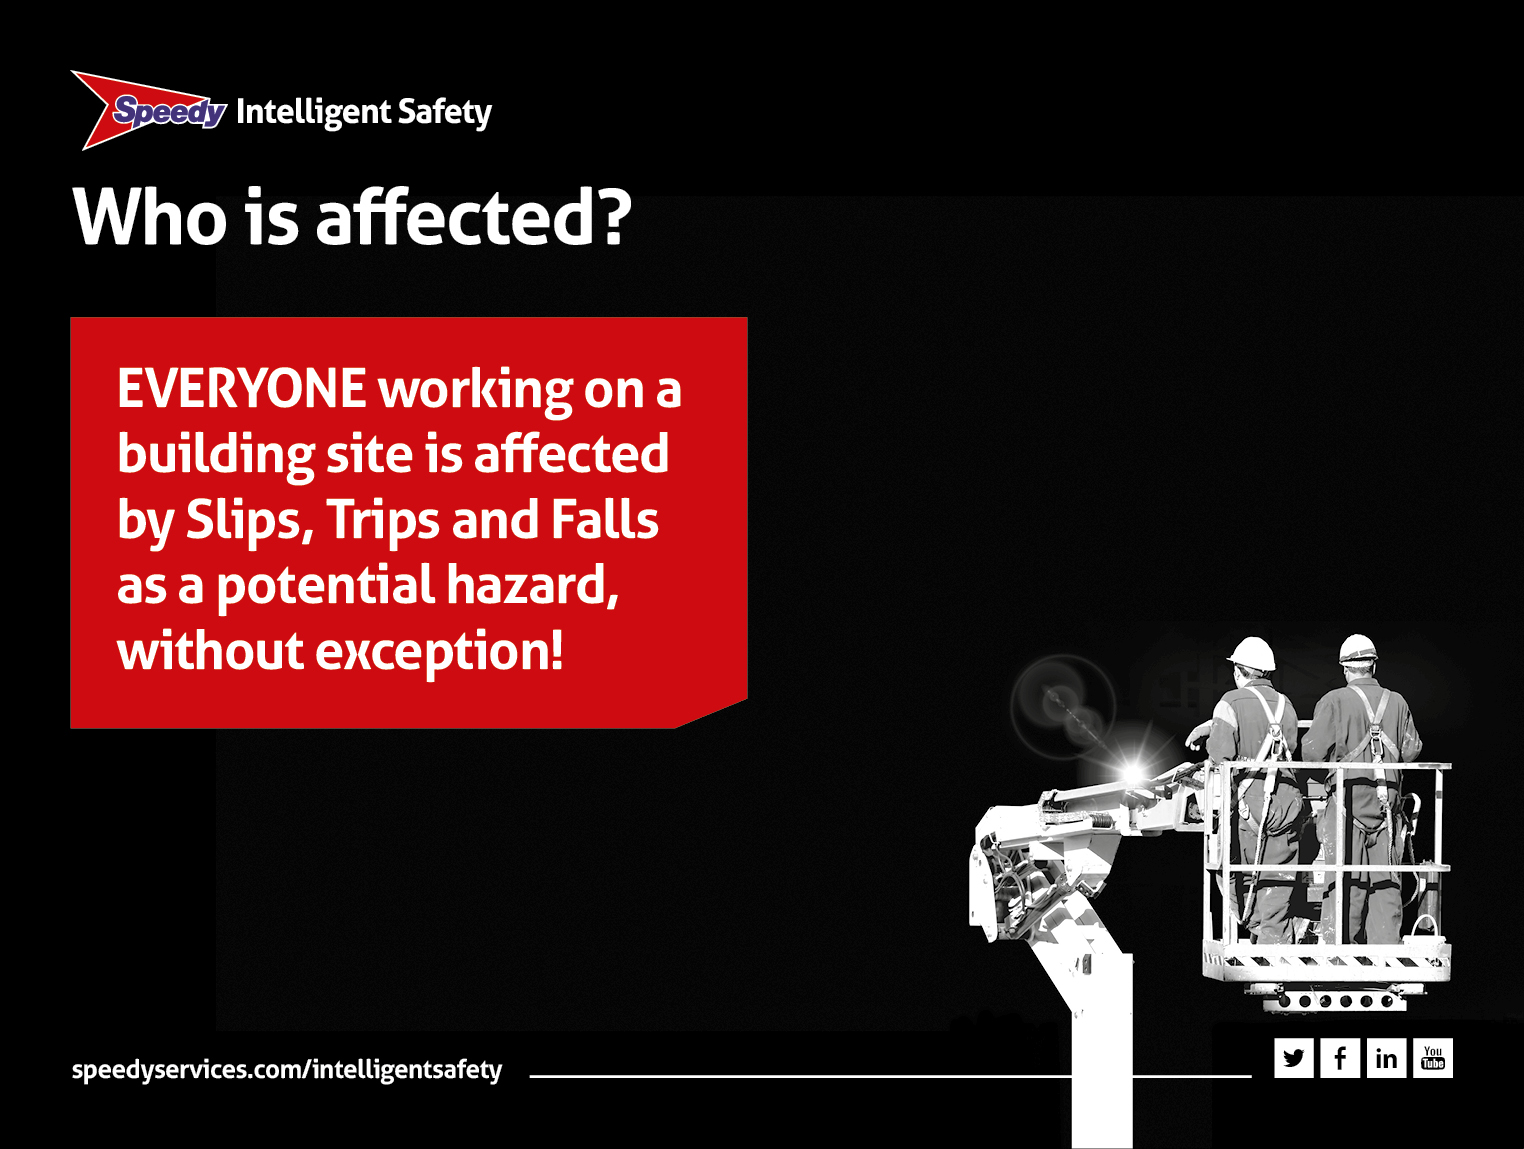 Speedy Intelligent Safety
Who is affected?
EVERYONE working on a
building site is affected
by Slips, Trips and Falls
as a potential hazard,
without exception!
speedyservices.com/intelligentsafety
f in You Tube